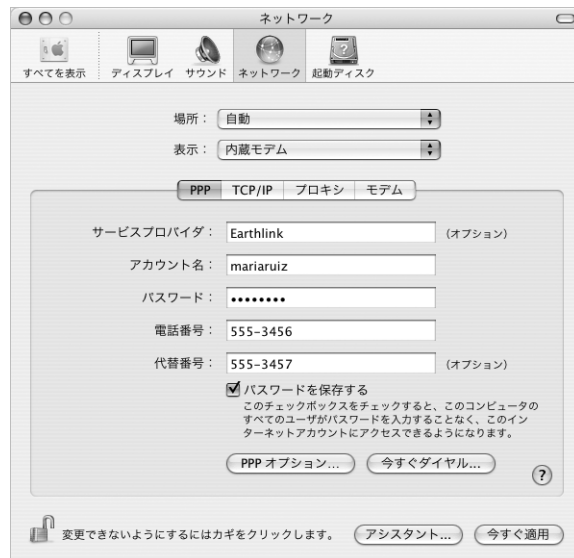 ネットワーク
すべてを表示 ディスプレイ サウンド ネットワーク 起動ディスク
場所： 自動
表示： 内蔵モデム
PPP TCP/IP プロキシ モデム
サービスプロバイダ： Earthlink (オプション)
アカウント名： mariaruiz
パスワード： ••••••••
電話番号： 555-3456
代替番号： 555-3457 (オプション)
パスワードを保存する
このチェックボックスをチェックすると、このコンピュータの
すべてのユーザがパスワードを入力することなく、このイン
ターネットアカウントにアクセスできるようになります。
PPP オプション... 今すぐダイヤル...
?
変更できないようにするにはカギをクリックします。 アシスタント... 今すぐ適用